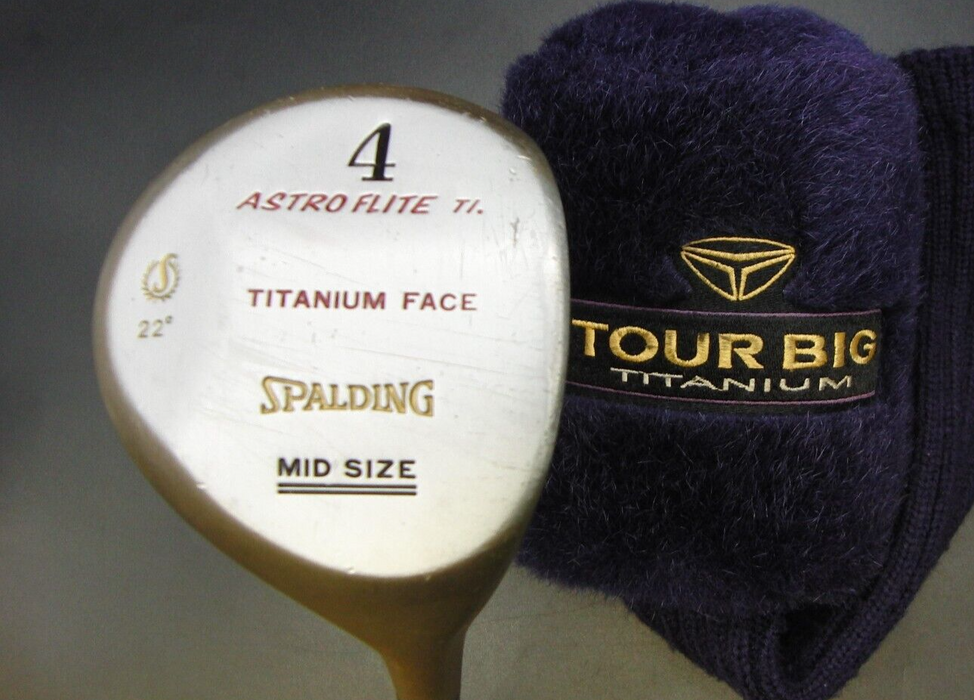 4
ASTRO FLITE TI.
TITANIUM FACE
S
22°
SPALDING
MID SIZE
TOUR BIG
TITANIUM